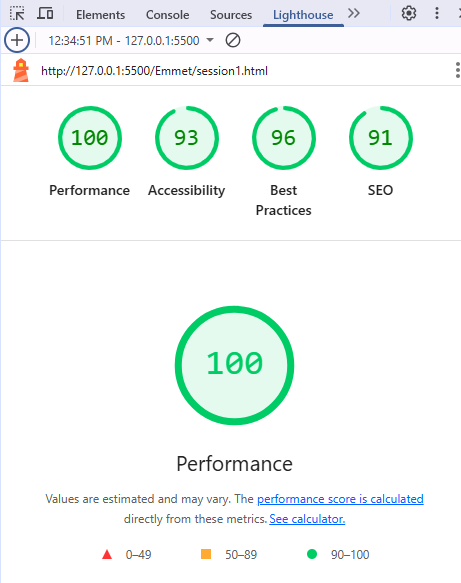 Elements Console Sources Lighthouse
12:34:51 PM - 127.0.0.1:5500
http://127.0.0.1:5500/Emmet/session1.html
100 93 96 91
Performance Accessibility Best Practices SEO
100
Performance
Values are estimated and may vary. The performance score is calculated
directly from these metrics. See calculator.
0–49 50–89 90–100